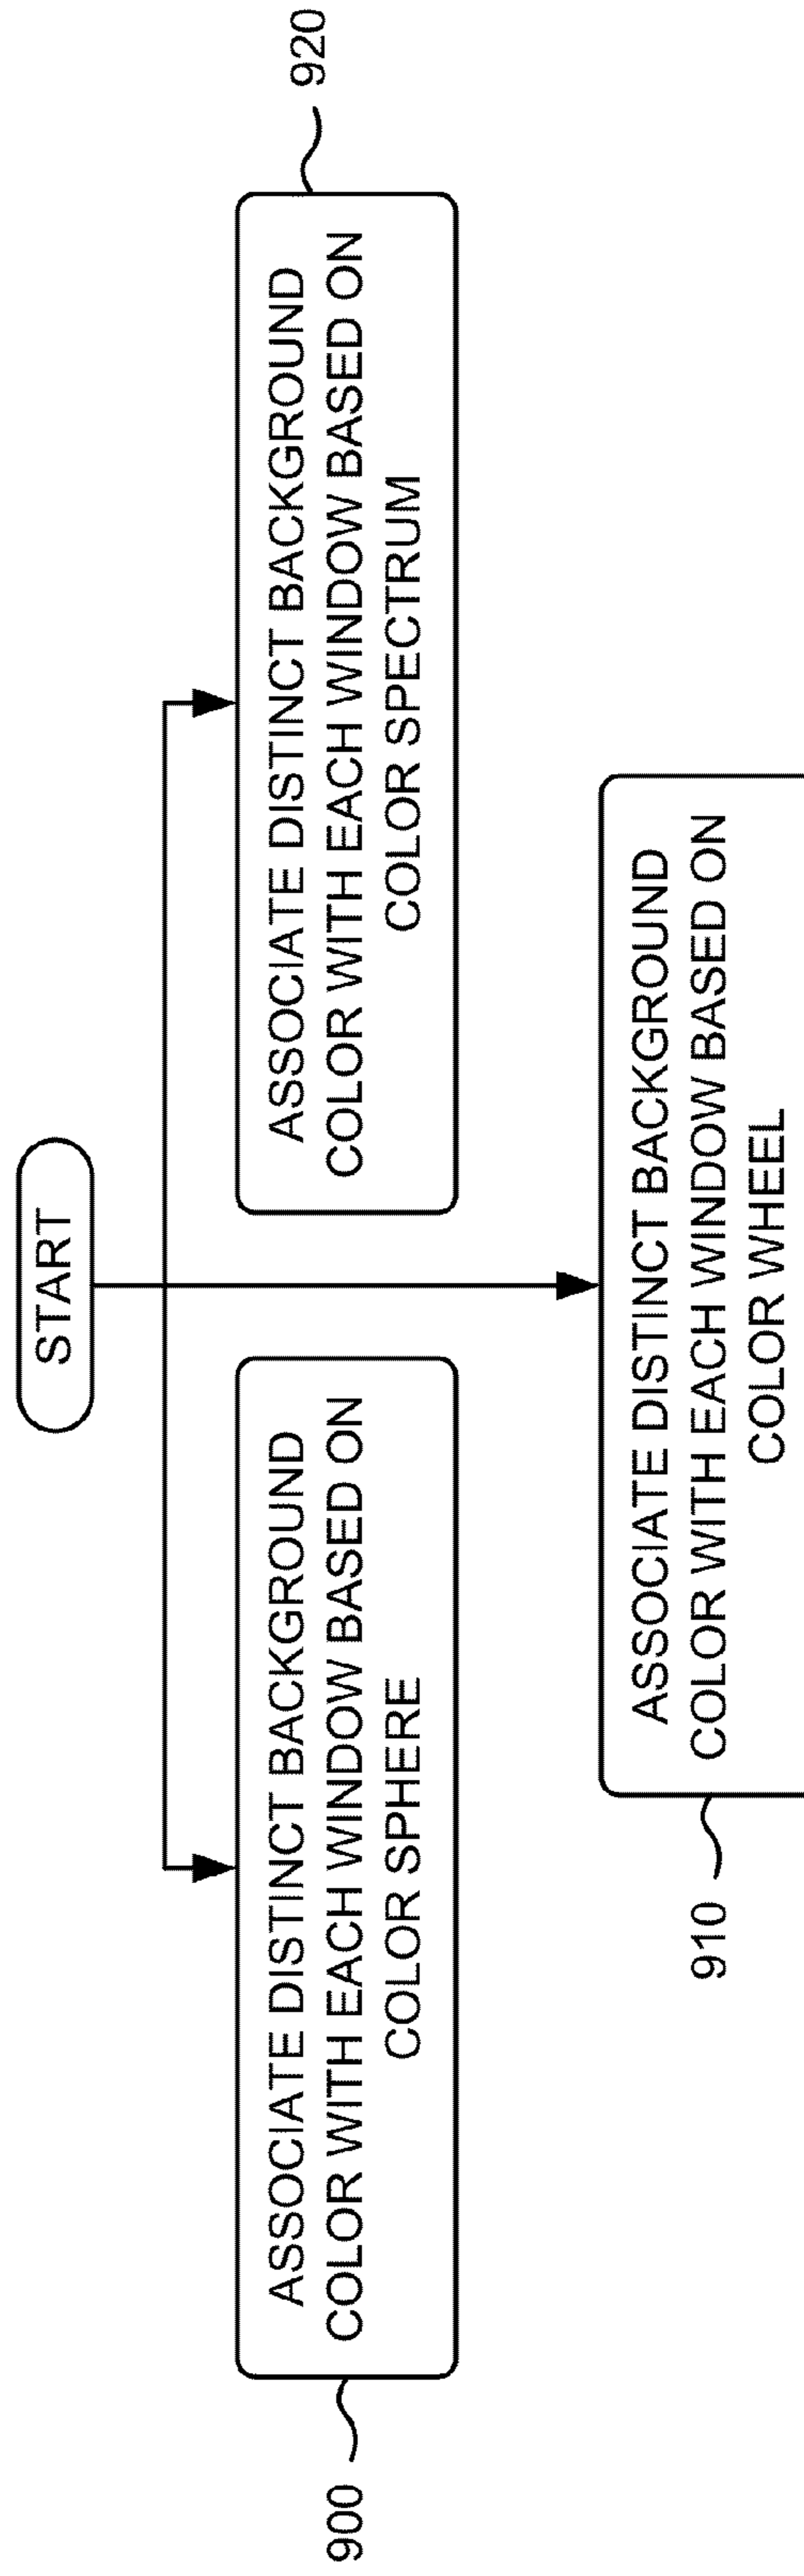 START
ASSOCIATE DISTINCT BACKGROUND
COLOR WITH EACH WINDOW BASED ON
COLOR SPHERE
900
ASSOCIATE DISTINCT BACKGROUND
COLOR WITH EACH WINDOW BASED ON
COLOR SPECTRUM
920
ASSOCIATE DISTINCT BACKGROUND
COLOR WITH EACH WINDOW BASED ON
COLOR WHEEL
910